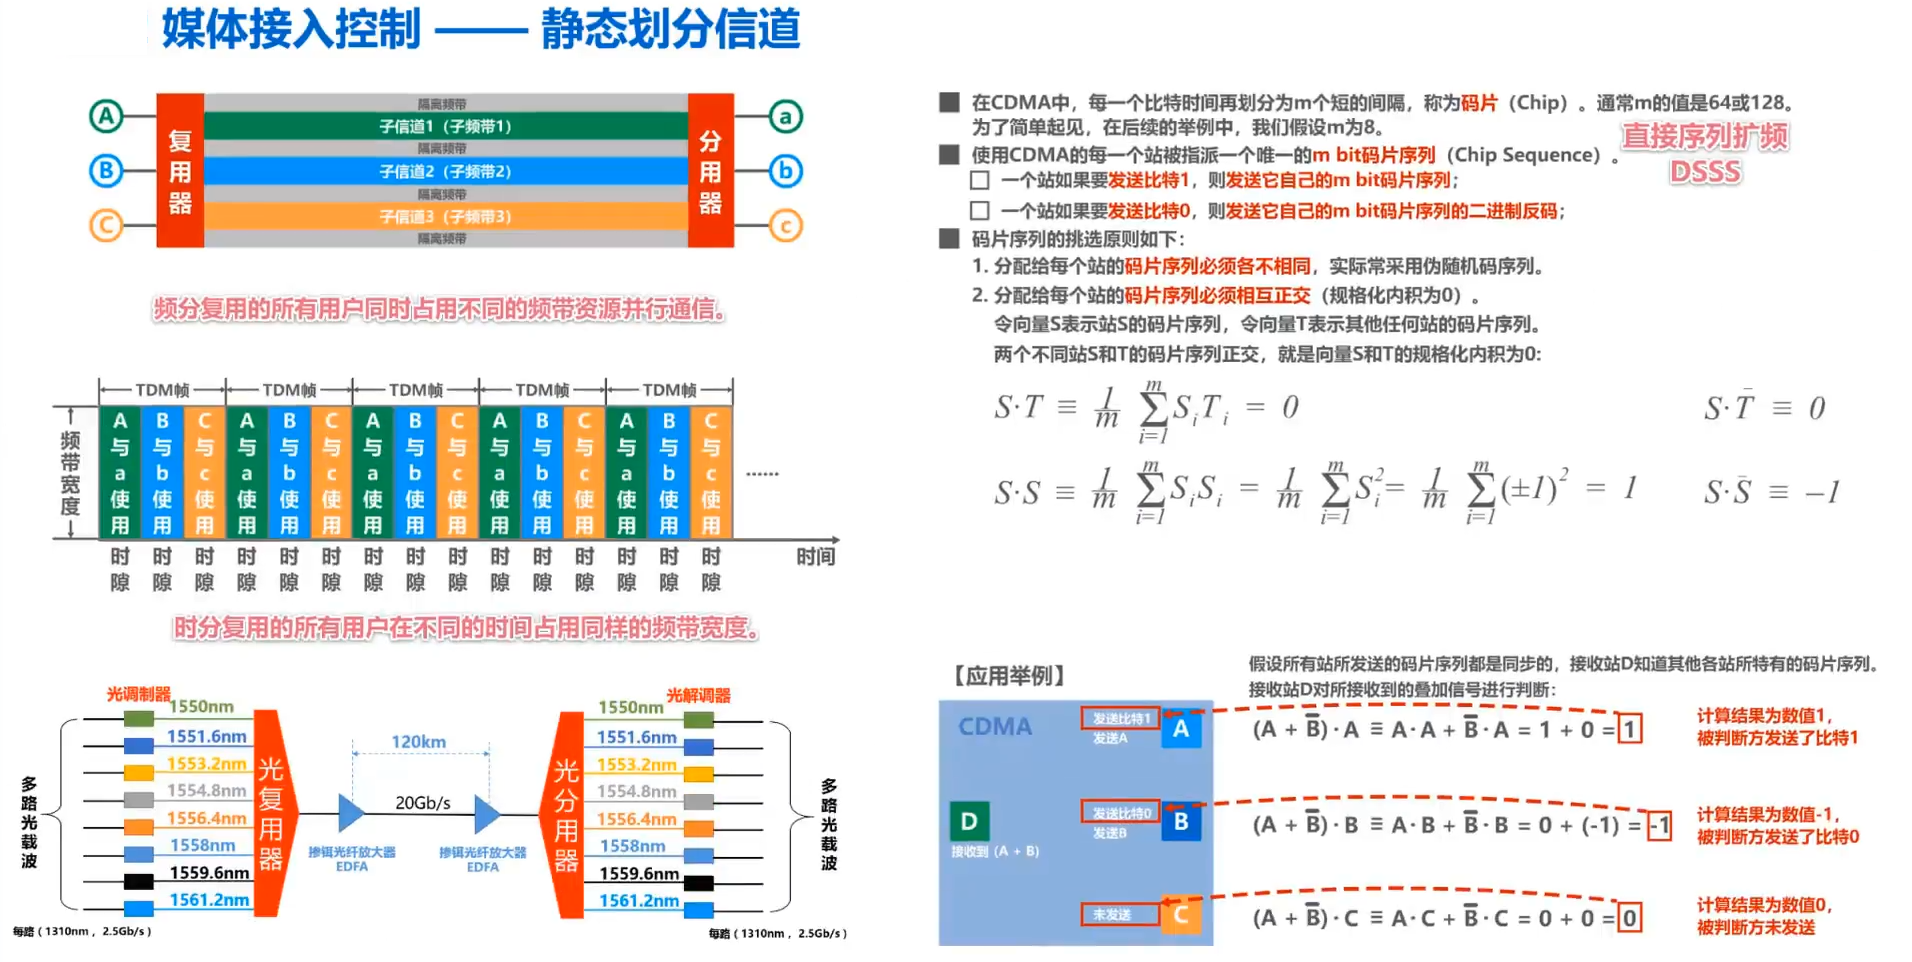 媒体接入控制 —— 静态划分信道
隔离频带
A 子信道1（子频带1） a
隔离频带
B 子信道2（子频带2） b
隔离频带
C 子信道3（子频带3） c
隔离频带
复用器
分用器
频分复用的所有用户同时占用不同的频带资源并行通信。
TDM帧 TDM帧 TDM帧 TDM帧 TDM帧
频带宽度
A与a使用 B与b使用 C与c使用 A与a使用 B与b使用 C与c使用 A与a使用 B与b使用 C与c使用 A与a使用 B与b使用 C与c使用 A与a使用 B与b使用 C与c使用 ……
时隙 时隙 时隙 时隙 时隙 时隙 时隙 时隙 时隙 时隙 时隙 时隙 时隙 时隙 时隙 时间
时分复用的所有用户在不同的时间占用同样的频带宽度。
光调制器
1550nm
1551.6nm
1553.2nm
1554.8nm
1556.4nm
1558nm
1559.6nm
1561.2nm
多路光载波
每路（1310nm ，2.5Gb/s）
光复用器
120km
20Gb/s
掺铒光纤放大器
EDFA
掺铒光纤放大器
EDFA
光分用器
光解调器
1550nm
1551.6nm
1553.2nm
1554.8nm
1556.4nm
1558nm
1559.6nm
1561.2nm
多路光载波
每路（1310nm ，2.5Gb/s）
在CDMA中，每一个比特时间再划分为m个短的间隔，称为码片（Chip）。通常m的值是64或128。
为了简单起见，在后续的举例中，我们假设m为8。
直接序列扩频
DSSS
使用CDMA的每一个站被指派一个唯一的m bit码片序列（Chip Sequence）。
一个站如果要发送比特1，则发送它自己的m bit码片序列；
一个站如果要发送比特0，则发送它自己的m bit码片序列的二进制反码；
码片序列的挑选原则如下：
1. 分配给每个站的码片序列必须各不相同，实际常采用伪随机码序列。
2. 分配给每个站的码片序列必须相互正交（规格化内积为0）。
令向量S表示站S的码片序列，令向量T表示其他任何站的码片序列。
两个不同站S和T的码片序列正交，就是向量S和T的规格化内积为0:
S·T ≡ 1/m ∑_{i=1}^{m} S_i T_i = 0 S·T̄ ≡ 0
S·S ≡ 1/m ∑_{i=1}^{m} S_i S_i = 1/m ∑_{i=1}^{m} S_i^2 = 1/m ∑_{i=1}^{m} (±1)^2 = 1 S·S̄ ≡ −1
【应用举例】
假设所有站所发送的码片序列都是同步的，接收站D知道其他各站所特有的码片序列。
接收站D对所接收到的叠加信号进行判断：
CDMA
发送比特1
发送A
A
(A + B̄)·A ≡ A·A + B̄·A = 1 + 0 = 1
计算结果为数值1，
被判断方发送了比特1
D
接收到 (A + B)
发送比特0
发送B
B
(A + B̄)·B ≡ A·B + B̄·B = 0 + (-1) = -1
计算结果为数值-1，
被判断方发送了比特0
未发送
C
(A + B̄)·C ≡ A·C + B̄·C = 0 + 0 = 0
计算结果为数值0，
被判断方未发送